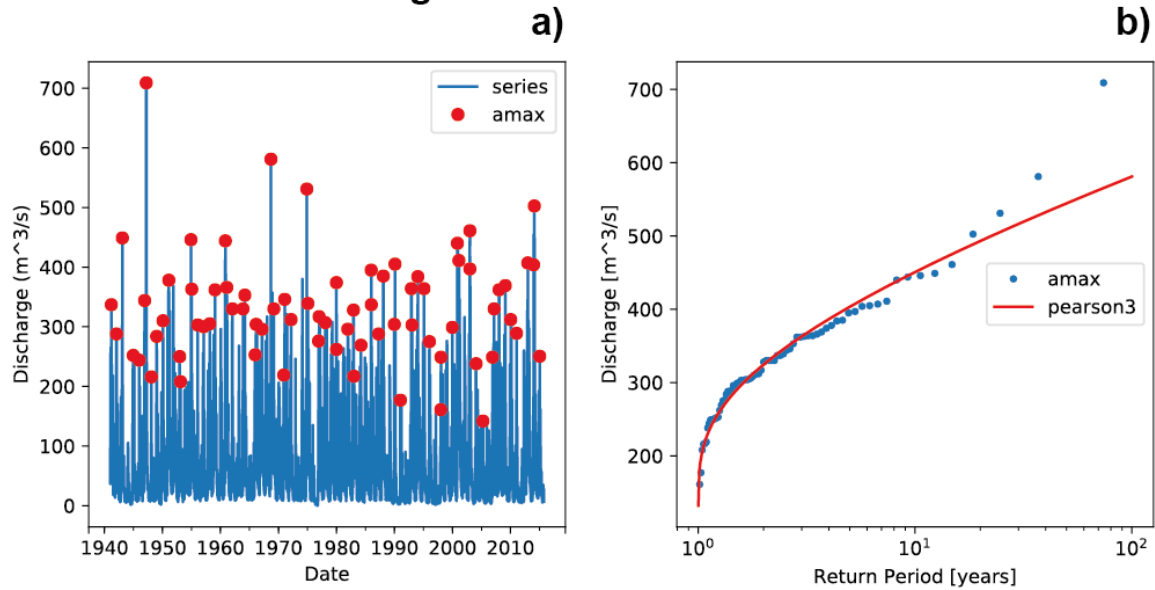 a)
700
600
500
400
300
200
100
0
Discharge (m^3/s)
series
amax
1940 1950 1960 1970 1980 1990 2000 2010
Date
b)
700
600
500
400
300
200
Discharge [m^3/s]
amax
pearson3
10^0 10^1 10^2
Return Period [years]